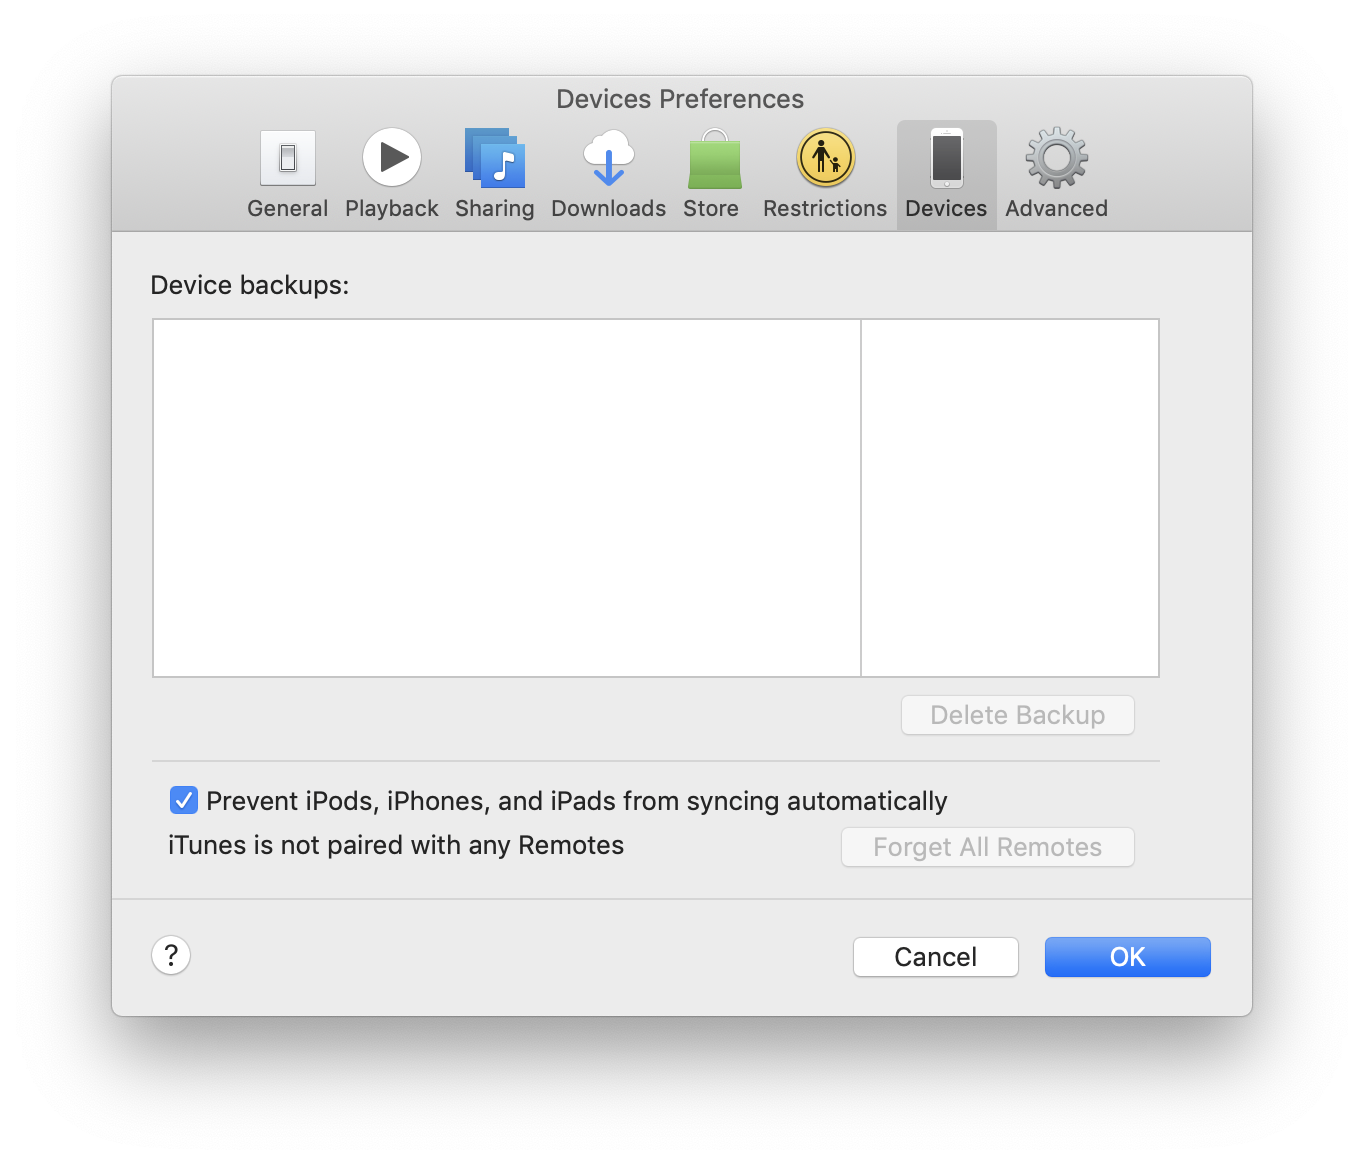 Devices Preferences
General Playback Sharing Downloads Store Restrictions Devices Advanced
Device backups:
Delete Backup
Prevent iPods, iPhones, and iPads from syncing automatically
iTunes is not paired with any Remotes
Forget All Remotes
?
Cancel
OK